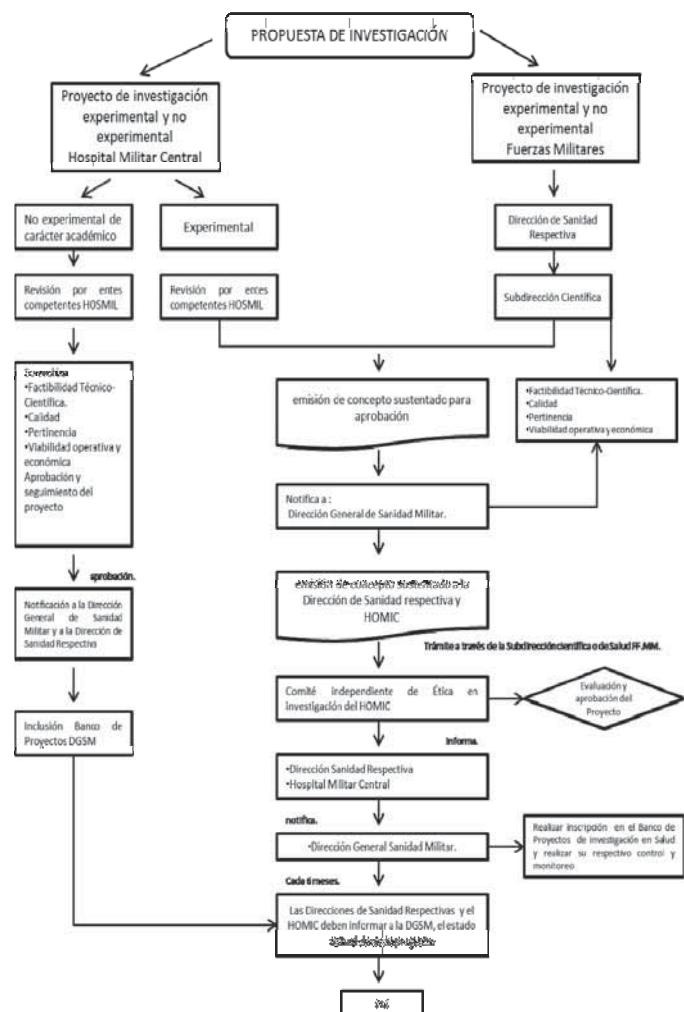 PROPUESTA DE INVESTIGACIÓN
Proyecto de investigación
experimental y no
experimental
Hospital Militar Central
Proyecto de investigación
experimental y no
experimental
Fuerzas Militares
No experimental de
carácter académico
Experimental
Dirección de Sanidad
Respectiva
Revisión por entes
competentes HOSMIL
Revisión por
competentes HOSMIL
Subdirección Científica
•Factibilidad Técnico-
Científica.
•Calidad
•Pertinencia
•Viabilidad operativa y
económica
Aprobación y
seguimiento del
proyecto
emisión de concepto sustentado para
aprobación
•Factibilidad Técnico-Científica.
•Calidad
•Pertinencia
•Viabilidad operativa y económica
Notifica a :
Dirección General de Sanidad Militar.
aprobación.
Notificación a la Dirección
General de Sanidad
Militar y a la Dirección de
Sanidad Respectiva
emisión de concepto sustentado a la
Dirección de Sanidad respectiva y
HOMIC
Trámite a través de la Subdirección científica o de Salud FF.MM.
Comité independiente de Ética en
investigación del HOMIC
Evaluación y
aprobación del
Proyecto
Inclusión Banco de
Proyectos DGSM
Informa.
•Dirección Sanidad Respectiva
•Hospital Militar Central
notifica.
•Dirección General Sanidad Militar.
Realizar inscripción en el Banco de
Proyectos de investigación en Salud
y realizar su respectivo control y
monitoreo
Cada meses.
Las Direcciones de Sanidad Respectivas y el
HOMIC deben informar a la DGSM, el estado